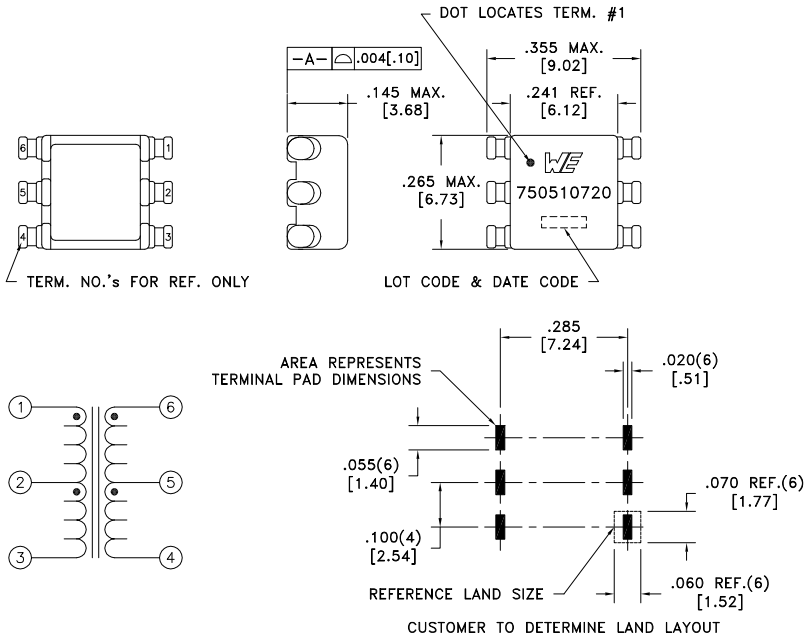 DOT LOCATES TERM. #1
-A- ⌓ .004[.10]
.145 MAX.
[3.68]
.355 MAX.
[9.02]
.241 REF.
[6.12]
.265 MAX.
[6.73]
WE
750510720
6
5
4
1
2
3
TERM. NO.'s FOR REF. ONLY
LOT CODE & DATE CODE
1
2
3
6
5
4
AREA REPRESENTS
TERMINAL PAD DIMENSIONS
.285
[7.24]
.020(6)
[.51]
.055(6)
[1.40]
.100(4)
[2.54]
.070 REF.(6)
[1.77]
REFERENCE LAND SIZE
.060 REF.(6)
[1.52]
CUSTOMER TO DETERMINE LAND LAYOUT